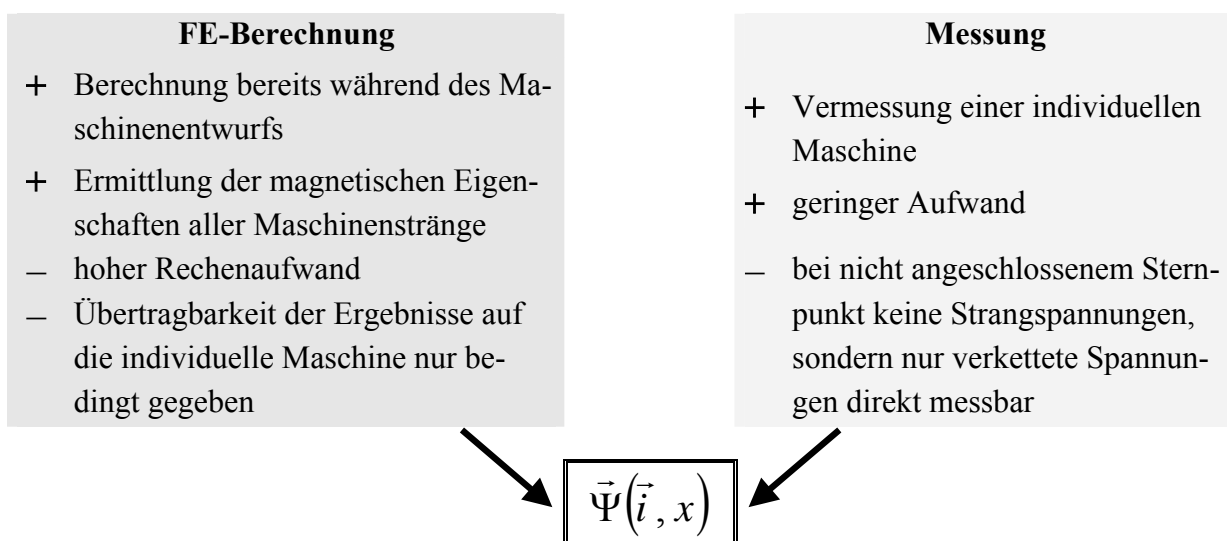 FE-Berechnung
+ Berechnung bereits während des Ma-
schinenentwurfs
+ Ermittlung der magnetischen Eigen-
schaften aller Maschinenstränge
– hoher Rechenaufwand
– Übertragbarkeit der Ergebnisse auf
die individuelle Maschine nur be-
dingt gegeben
Messung
+ Vermessung einer individuellen
Maschine
+ geringer Aufwand
– bei nicht angeschlossenem Stern-
punkt keine Strangspannungen,
sondern nur verkettete Spannun-
gen direkt messbar
Ψ⃗(i⃗, x)